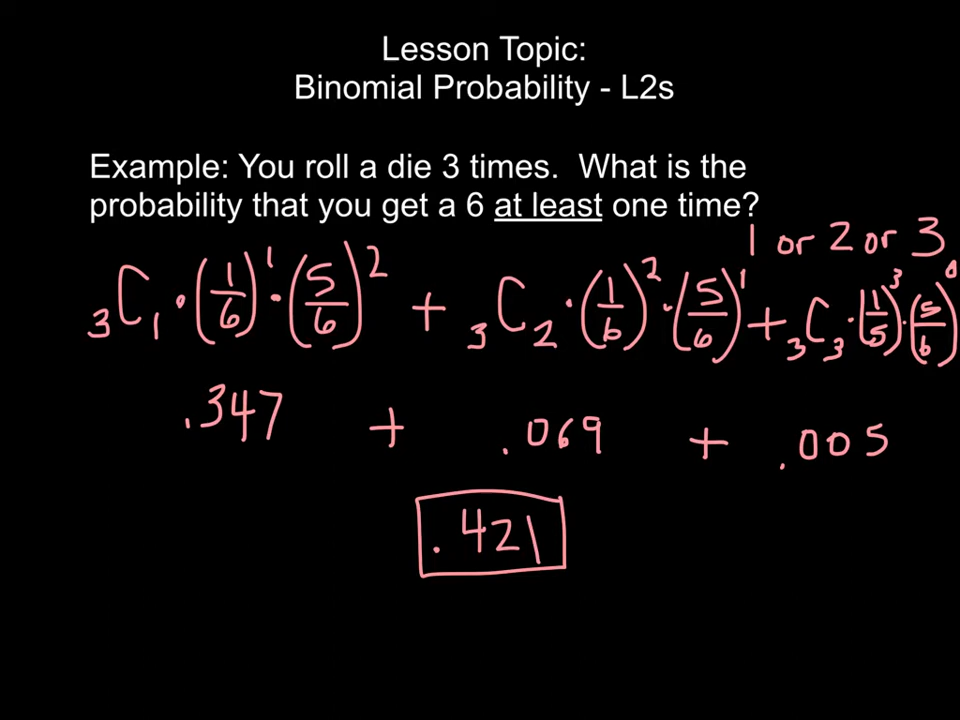 Lesson Topic:
Binomial Probability - L2s
Example: You roll a die 3 times. What is the
probability that you get a 6 at least one time?
1 or 2 or 3
₃C₁ · (1/6)¹ · (5/6)² + ₃C₂ · (1/6)² · (5/6)¹ + ₃C₃ · (1/5)³ · (5/6)⁰
.347 + .069 + .005
.421